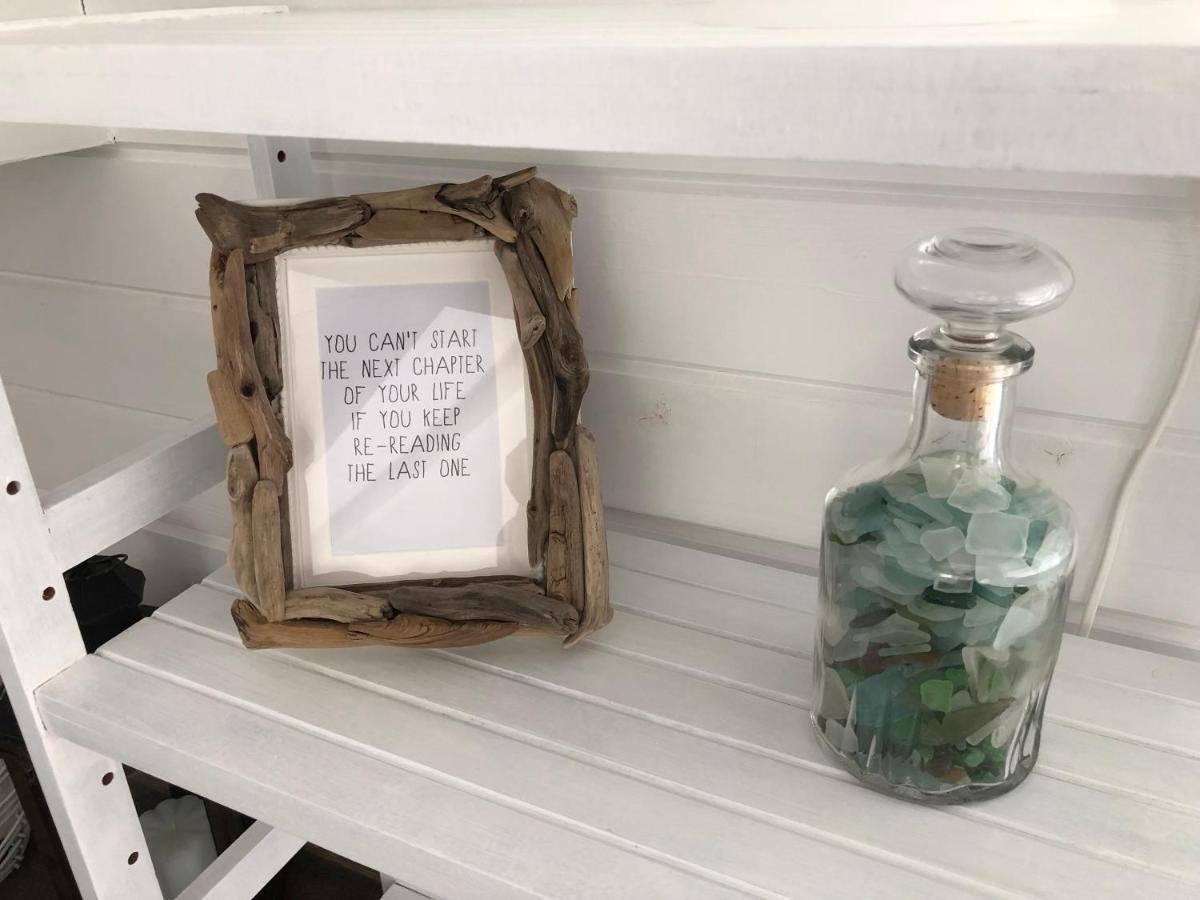 YOU CAN'T START
THE NEXT CHAPTER
OF YOUR LIFE
IF YOU KEEP
RE-READING
THE LAST ONE